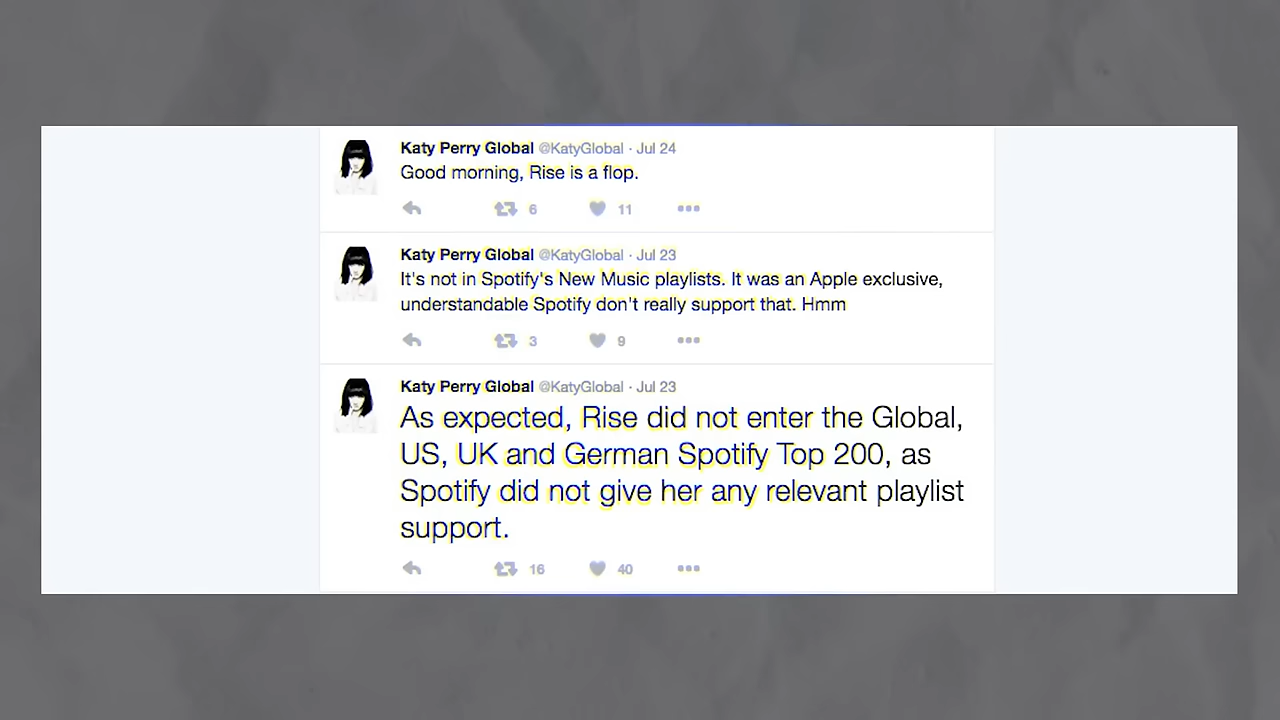 Katy Perry Global @KatyGlobal · Jul 24
Good morning, Rise is a flop.
6 11
Katy Perry Global @KatyGlobal · Jul 23
It's not in Spotify's New Music playlists. It was an Apple exclusive,
understandable Spotify don't really support that. Hmm
3 9
Katy Perry Global @KatyGlobal · Jul 23
As expected, Rise did not enter the Global,
US, UK and German Spotify Top 200, as
Spotify did not give her any relevant playlist
support.
16 40